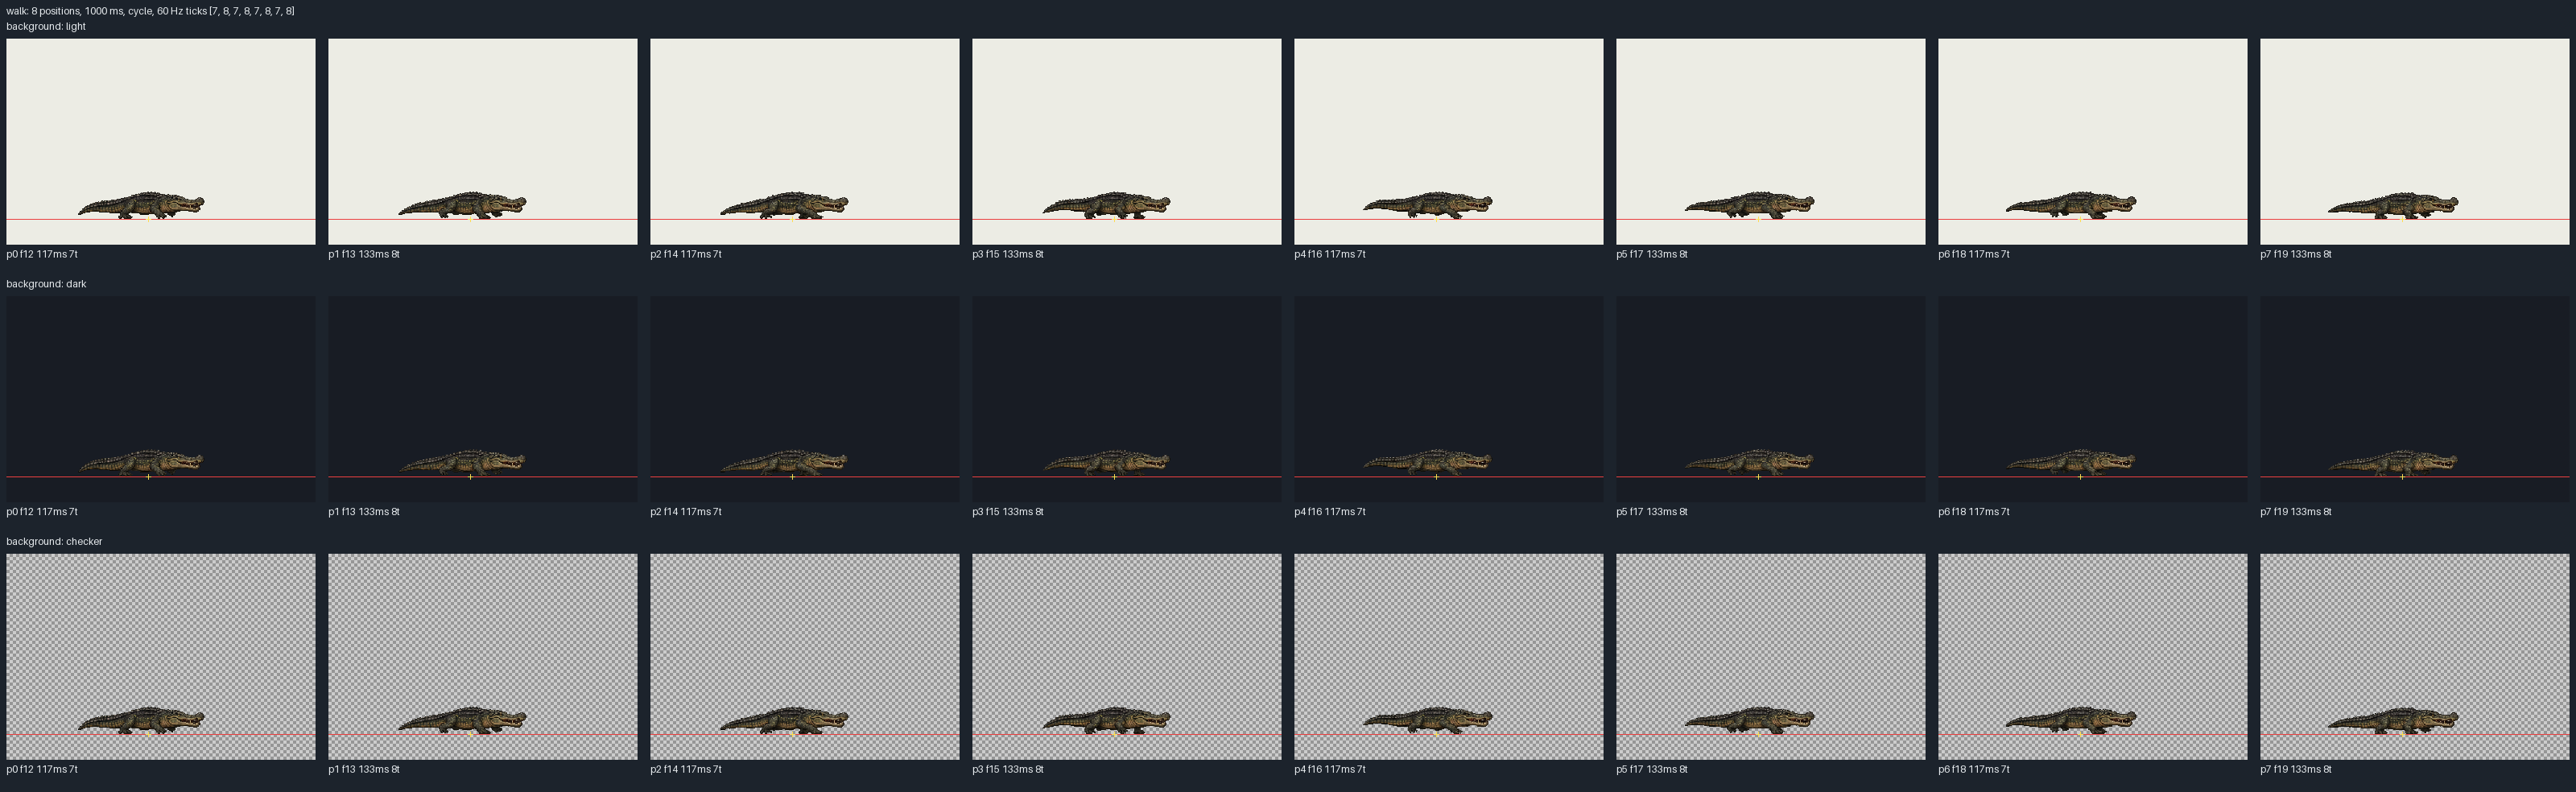 walk: 8 positions, 1000 ms, cycle, 60 Hz ticks [7, 8, 7, 8, 7, 8, 7, 8]
background: light
p0 f12 117ms 7t
p1 f13 133ms 8t
p2 f14 117ms 7t
p3 f15 133ms 8t
p4 f16 117ms 7t
p5 f17 133ms 8t
p6 f18 117ms 7t
p7 f19 133ms 8t
background: dark
p0 f12 117ms 7t
p1 f13 133ms 8t
p2 f14 117ms 7t
p3 f15 133ms 8t
p4 f16 117ms 7t
p5 f17 133ms 8t
p6 f18 117ms 7t
p7 f19 133ms 8t
background: checker
p0 f12 117ms 7t
p1 f13 133ms 8t
p2 f14 117ms 7t
p3 f15 133ms 8t
p4 f16 117ms 7t
p5 f17 133ms 8t
p6 f18 117ms 7t
p7 f19 133ms 8t